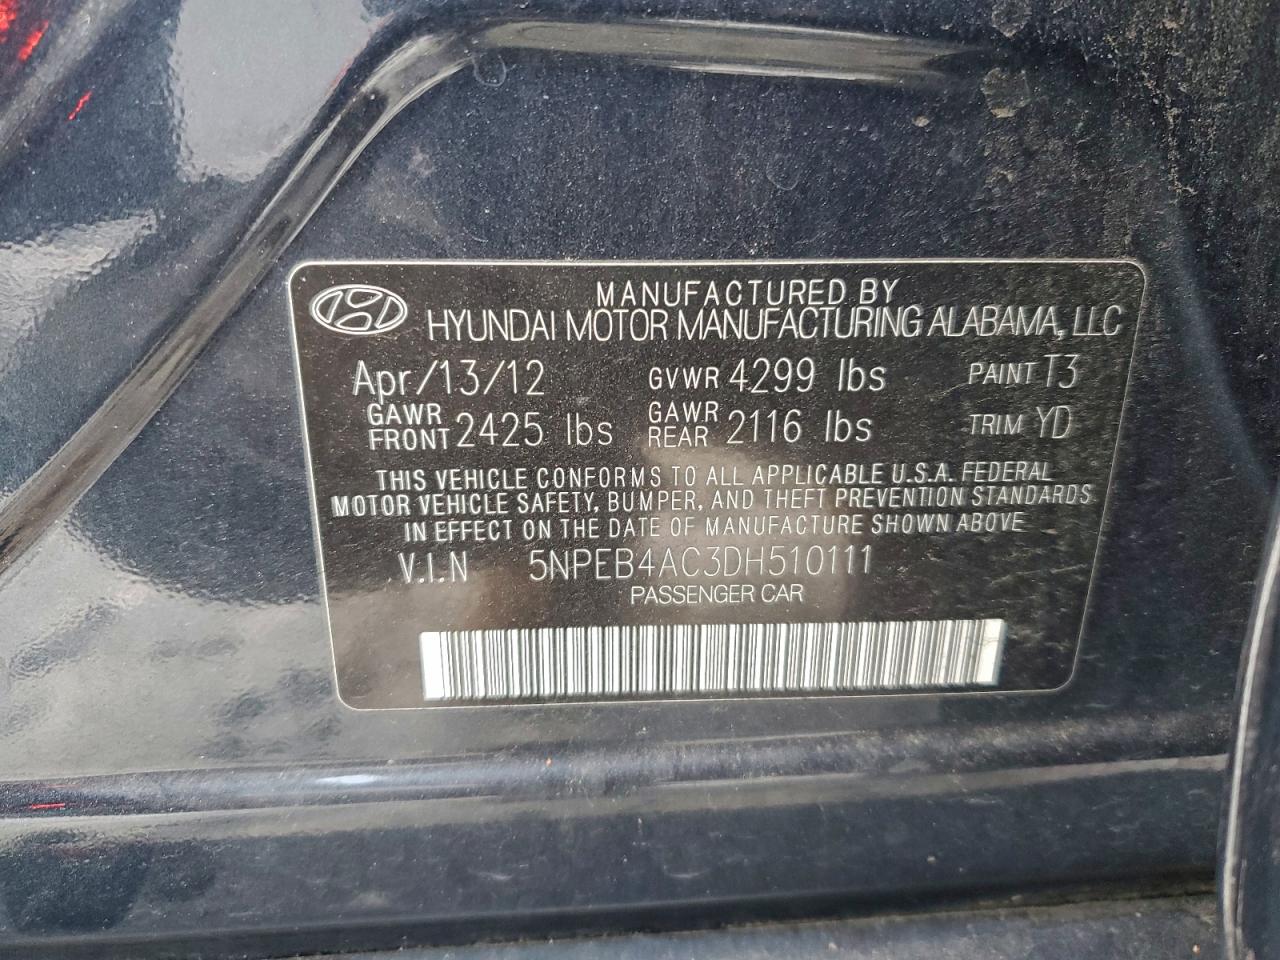 MANUFACTURED BY
HYUNDAI MOTOR MANUFACTURING ALABAMA, LLC
Apr/13/12 GVWR 4299 lbs PAINT T3
GAWR FRONT 2425 lbs GAWR REAR 2116 lbs TRIM YD
THIS VEHICLE CONFORMS TO ALL APPLICABLE U.S.A. FEDERAL
MOTOR VEHICLE SAFETY, BUMPER, AND THEFT PREVENTION STANDARDS
IN EFFECT ON THE DATE OF MANUFACTURE SHOWN ABOVE
V.I.N 5NPEB4AC3DH510111
PASSENGER CAR